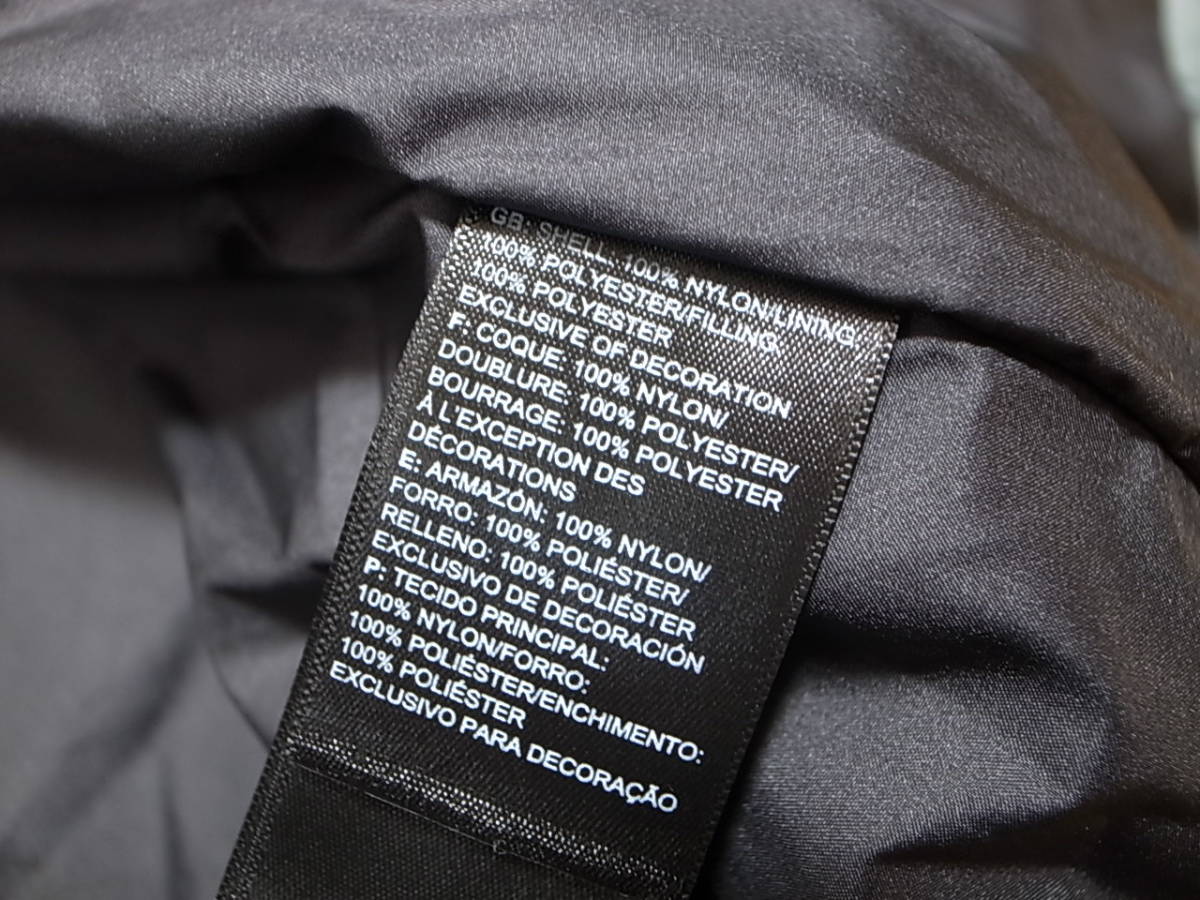 GB: SHELL: 100% NYLON/LINING:
100% POLYESTER/FILLING:
100% POLYESTER
EXCLUSIVE OF DECORATION
F: COQUE: 100% NYLON/
DOUBLURE: 100% POLYESTER/
BOURRAGE: 100% POLYESTER
À L'EXCEPTION DES
DÉCORATIONS
E: ARMAZÓN: 100% NYLON/
FORRO: 100% POLIÉSTER/
RELLENO: 100% POLIÉSTER
EXCLUSIVO DE DECORACIÓN
P: TECIDO PRINCIPAL:
100% NYLON/FORRO:
100% POLIÉSTER/ENCHIMENTO:
100% POLIÉSTER
EXCLUSIVO PARA DECORAÇÃO